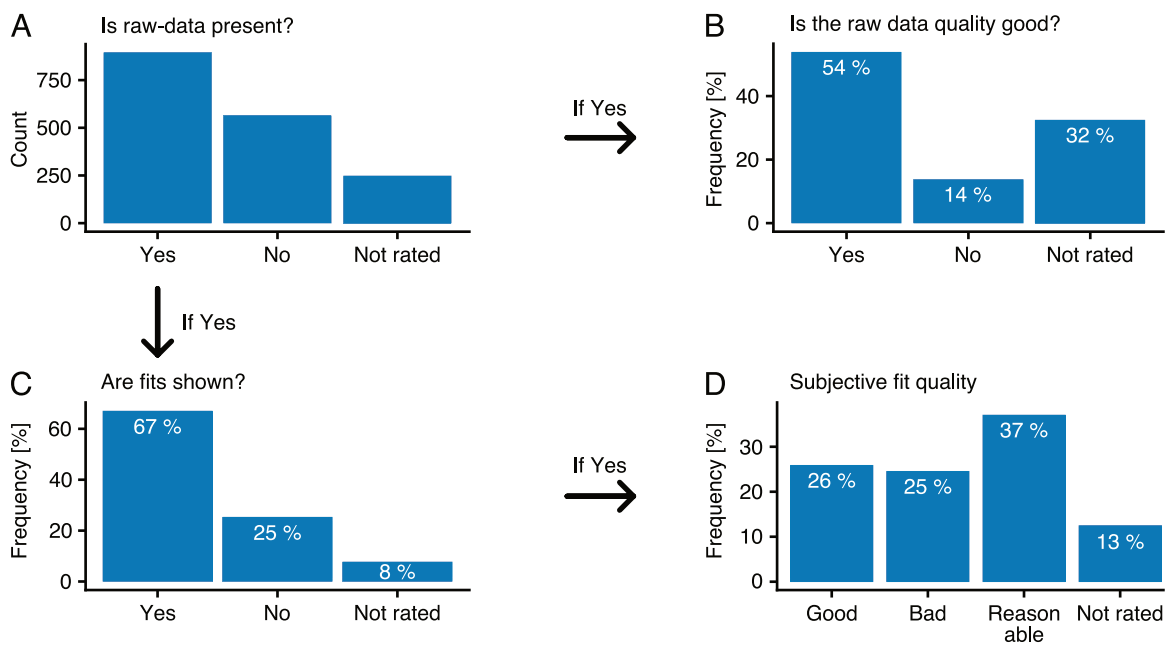 A
Is raw-data present?
Count
750
500
250
0
Yes No Not rated
If Yes
B
Is the raw data quality good?
Frequency [%]
40
20
0
54 %
14 %
32 %
Yes No Not rated
If Yes
C
Are fits shown?
Frequency [%]
60
40
20
0
67 %
25 %
8 %
Yes No Not rated
If Yes
D
Subjective fit quality
Frequency [%]
30
20
10
0
26 %
25 %
37 %
13 %
Good Bad Reason Not rated
able